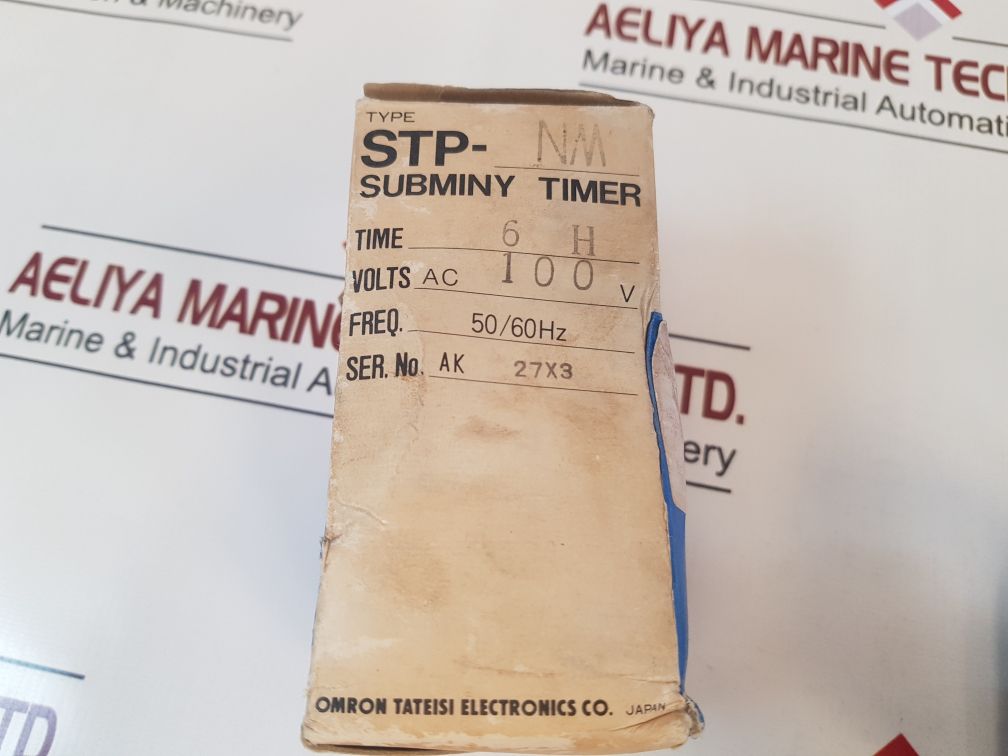 & Machinery
AELIYA MARINE TEC
Marine & Industrial Automati
TYPE
STP- NM
SUBMINY TIMER
TIME 6 H
VOLTS AC 100 V
FREQ. 50/60Hz
SER. No. AK 27X3
AELIYA MARIN
Marine & Industrial A
TD.
ery
OMRON TATEISI ELECTRONICS CO. JAPAN
TD